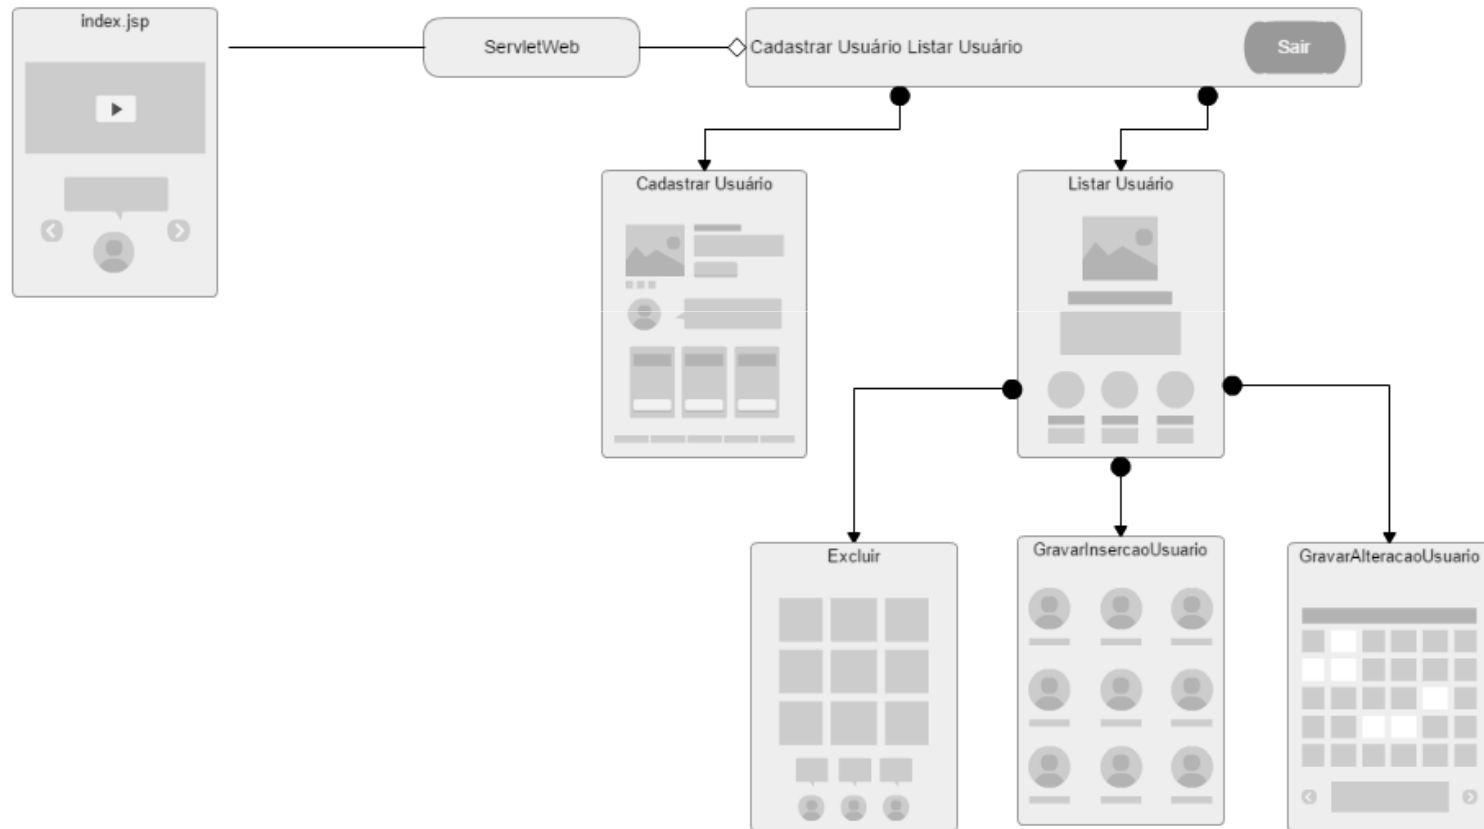 index.jsp
ServletWeb
Cadastrar Usuário Listar Usuário
Sair
Cadastrar Usuário
Listar Usuário
Excluir
GravarInsercaoUsuario
GravarAlteracaoUsuario